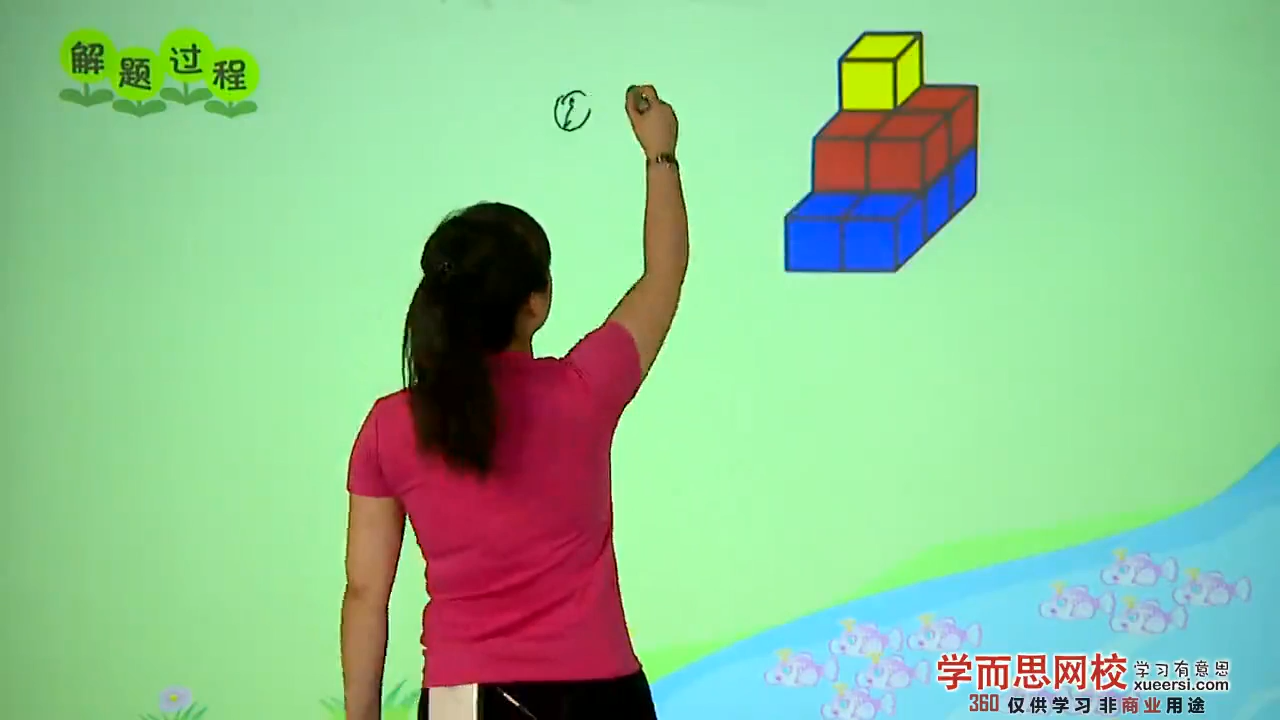 解题过程
①
学而思网校 学习有意思
xueersi.com
360 仅供学习 非商业用途